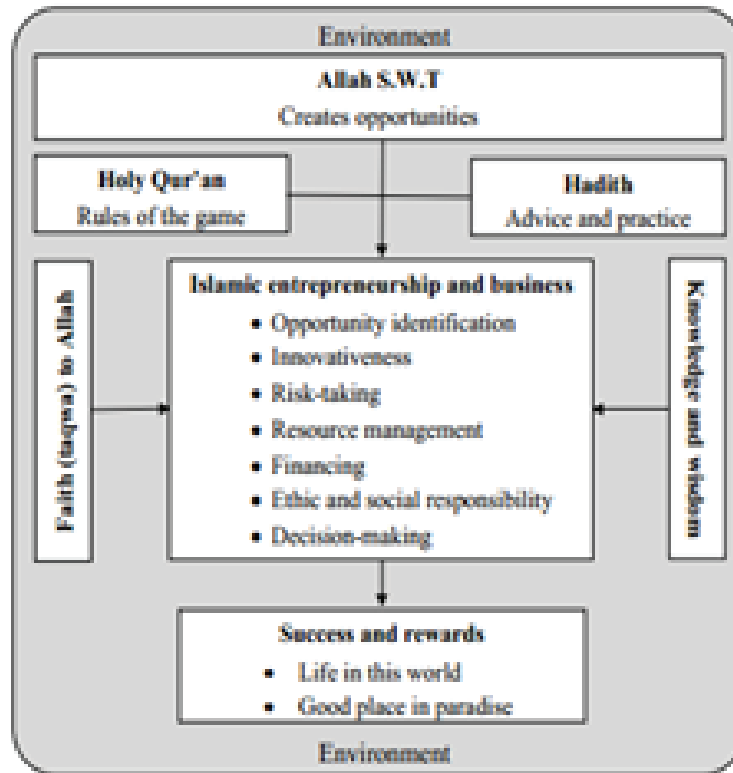 Environment
Allah S.W.T
Creates opportunities
Holy Qur'an
Rules of the game
Hadith
Advice and practice
Faith (taqwa) to Allah
Islamic entrepreneurship and business
• Opportunity identification
• Innovativeness
• Risk-taking
• Resource management
• Financing
• Ethic and social responsibility
• Decision-making
Knowledge and wisdom
Success and rewards
• Life in this world
• Good place in paradise
Environment